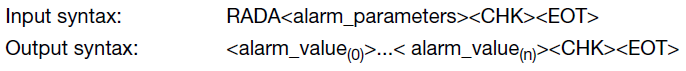 Input syntax: RADA<alarm_parameters><CHK><EOT>
Output syntax: <alarm_value(0)>...< alarm_value(n)><CHK><EOT>